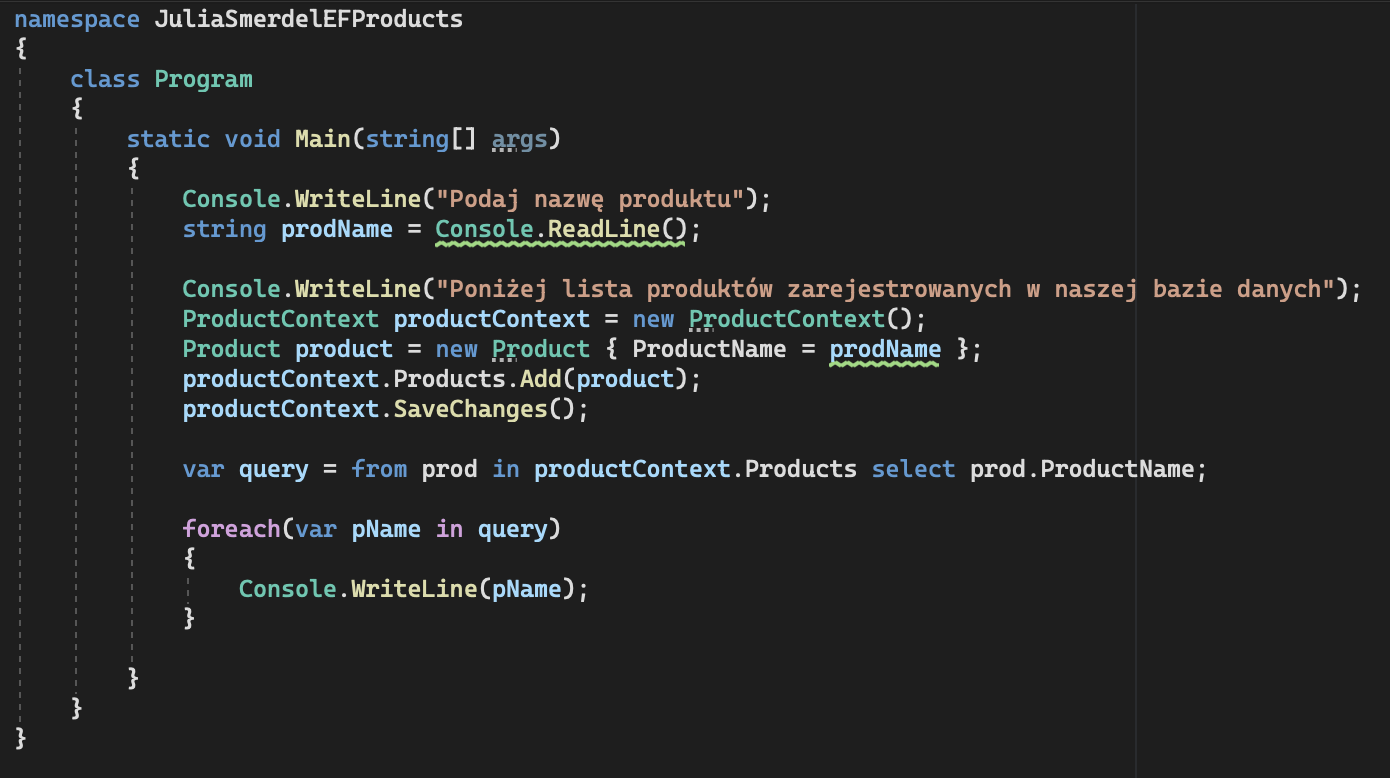 namespace JuliaSmerdelEFProducts
{
    class Program
    {
        static void Main(string[] args)
        {
            Console.WriteLine("Podaj nazwę produktu");
            string prodName = Console.ReadLine();

            Console.WriteLine("Poniżej lista produktów zarejestrowanych w naszej bazie danych");
            ProductContext productContext = new ProductContext();
            Product product = new Product { ProductName = prodName };
            productContext.Products.Add(product);
            productContext.SaveChanges();

            var query = from prod in productContext.Products select prod.ProductName;

            foreach(var pName in query)
            {
                Console.WriteLine(pName);
            }

        }
    }
}